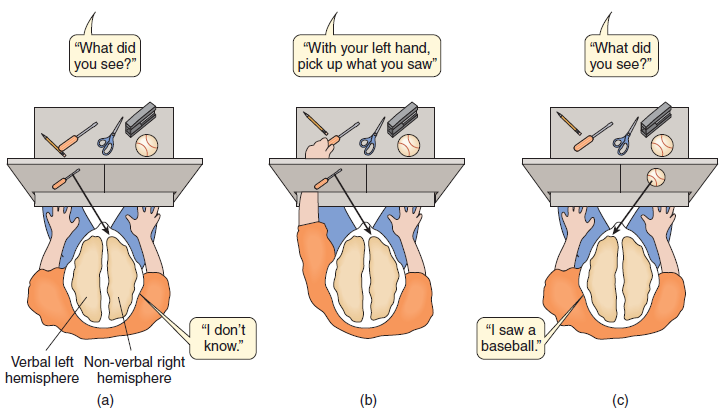 “What did
you see?”
“With your left hand,
pick up what you saw”
“What did
you see?”
“I don’t
know.”
“I saw a
baseball.”
Verbal left
hemisphere
Non-verbal right
hemisphere
(a)
(b)
(c)